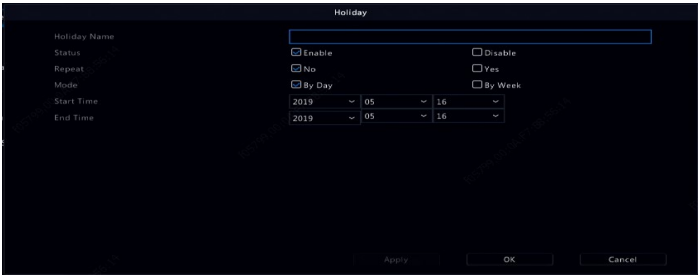 Holiday
Holiday Name
Status Enable Disable
Repeat No Yes
Mode By Day By Week
Start Time 2019 05 16
End Time 2019 05 16
Apply OK Cancel